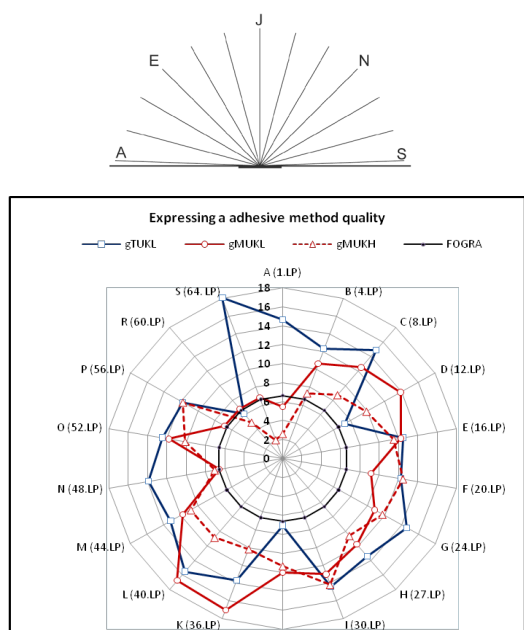 J
E
N
A
S
Expressing a adhesive method quality
gTUKL gMUKL gMUKH FOGRA
A (1.LP)
B (4.LP)
C (8.LP)
D (12.LP)
E (16.LP)
F (20.LP)
G (24.LP)
H (27.LP)
I (30.LP)
K (36.LP)
L (40.LP)
M (44.LP)
N (48.LP)
O (52.LP)
P (56.LP)
R (60.LP)
S (64. LP)
18
16
14
12
10
8
6
4
2
0